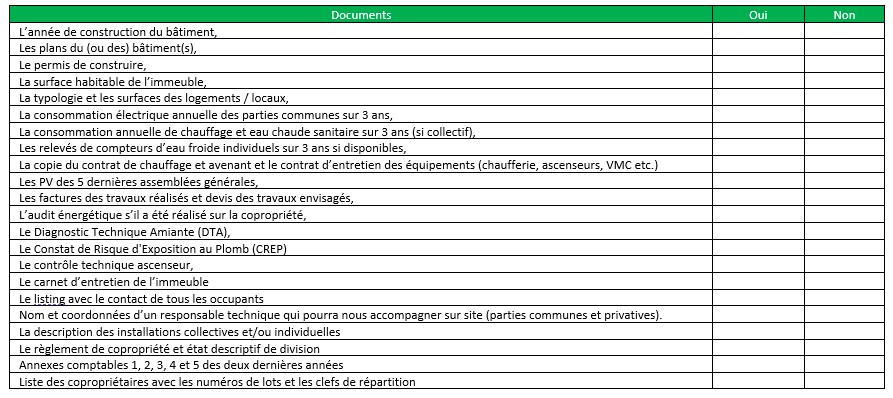 Documents Oui Non
L’année de construction du bâtiment,
Les plans du (ou des) bâtiment(s),
Le permis de construire,
La surface habitable de l’immeuble,
La typologie et les surfaces des logements / locaux,
La consommation électrique annuelle des parties communes sur 3 ans,
La consommation annuelle de chauffage et eau chaude sanitaire sur 3 ans (si collectif),
Les relevés de compteurs d’eau froide individuels sur 3 ans si disponibles,
La copie du contrat de chauffage et avenant et le contrat d’entretien des équipements (chaufferie, ascenseurs, VMC etc.)
Les PV des 5 dernières assemblées générales,
Les factures des travaux réalisés et devis des travaux envisagés,
L’audit énergétique s’il a été réalisé sur la copropriété,
Le Diagnostic Technique Amiante (DTA),
Le Constat de Risque d'Exposition au Plomb (CREP)
Le contrôle technique ascenseur,
Le carnet d’entretien de l’immeuble
Le listing avec le contact de tous les occupants
Nom et coordonnées d’un responsable technique qui pourra nous accompagner sur site (parties communes et privatives).
La description des installations collectives et/ou individuelles
Le règlement de copropriété et état descriptif de division
Annexes comptables 1, 2, 3, 4 et 5 des deux dernières années
Liste des copropriétaires avec les numéros de lots et les clefs de répartition